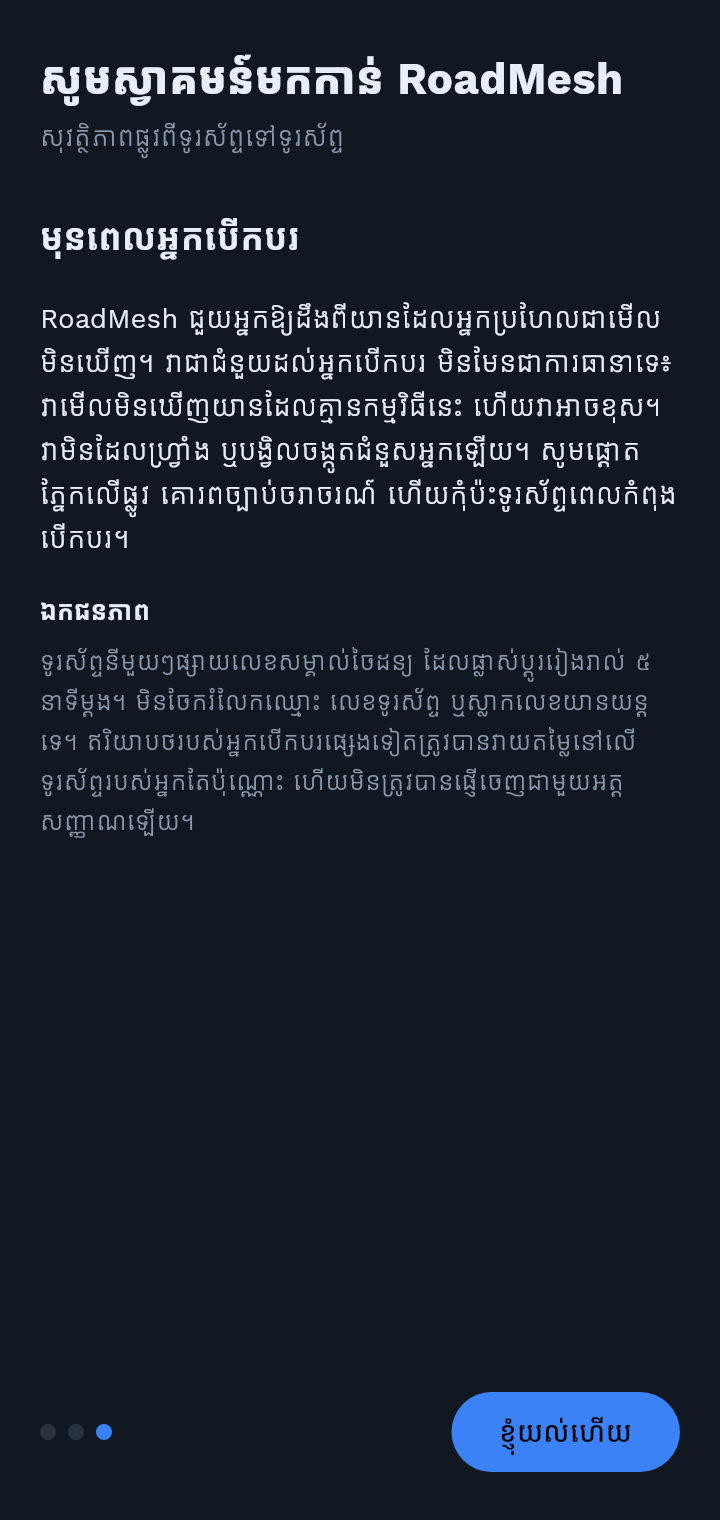 សូមស្វាគមន៍មកកាន់ RoadMesh
សុវត្ថិភាពផ្លូវពីទូរស័ព្ទទៅទូរស័ព្ទ
មុនពេលអ្នកបើកបរ
RoadMesh ជួយអ្នកឱ្យដឹងពីយានដែលអ្នកប្រហែលជាមើល
មិនឃើញ។ វាជាជំនួយដល់អ្នកបើកបរ មិនមែនជាការធានាទេ៖
វាមើលមិនឃើញយានដែលគ្មានកម្មវិធីនេះ ហើយវាអាចខុស។
វាមិនដែលហ្វ្រាំង ឬបង្វិលចង្កូតជំនួសអ្នកឡើយ។ សូមផ្តោត
ភ្នែកលើផ្លូវ គោរពច្បាប់ចរាចរណ៍ ហើយកុំប៉ះទូរស័ព្ទពេលកំពុង
បើកបរ។
ឯកជនភាព
ទូរស័ព្ទនីមួយៗផ្សាយលេខសម្គាល់ចៃដន្យ ដែលផ្លាស់ប្តូររៀងរាល់ ៥
នាទីម្តង។ មិនចែករំលែកឈ្មោះ លេខទូរស័ព្ទ ឬស្លាកលេខយានយន្ត
ទេ។ ឥរិយាបថរបស់អ្នកបើកបរផ្សេងទៀតត្រូវបានវាយតម្លៃនៅលើ
ទូរស័ព្ទរបស់អ្នកតែប៉ុណ្ណោះ ហើយមិនត្រូវបានផ្ញើចេញជាមួយអត្ត
សញ្ញាណឡើយ។
ខ្ញុំយល់ហើយ